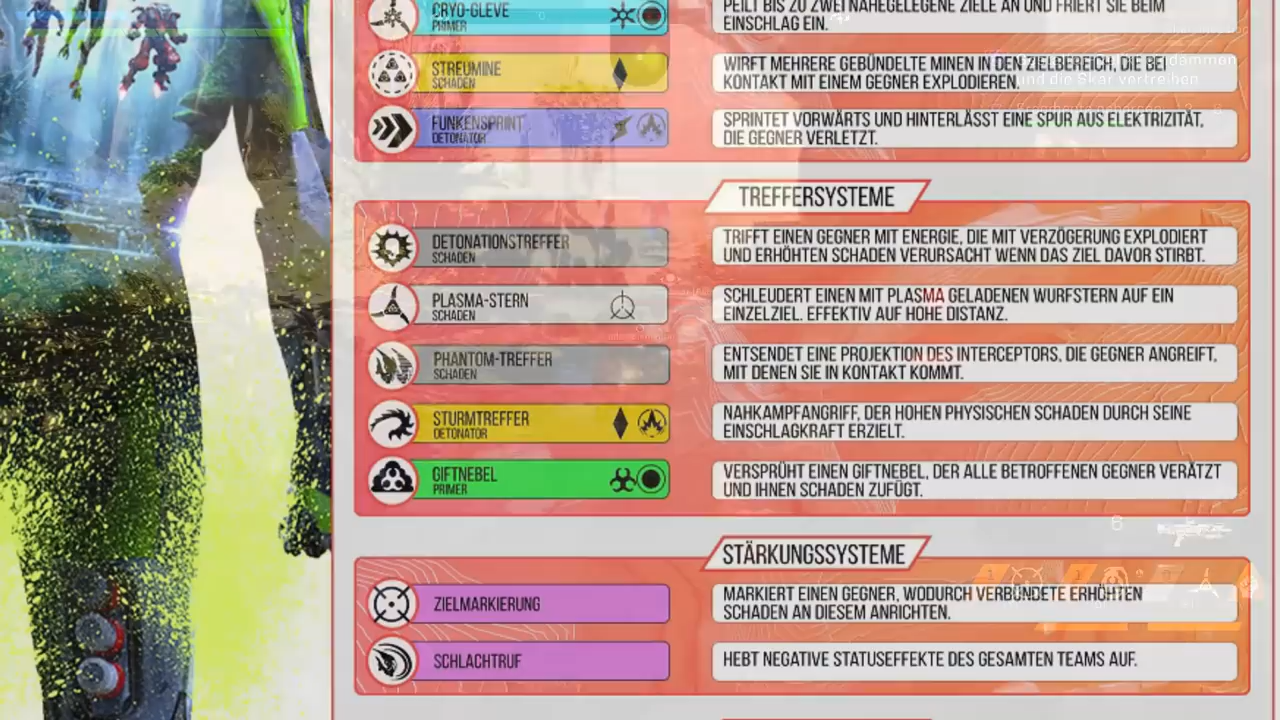 CRYO-GLEVE
PRIMER
PEILT BIS ZU ZWEI NAHEGELEGENE ZIELE AN UND FRIERT SIE BEIM
EINSCHLAG EIN.
STREUMINE
SCHADEN
WIRFT MEHRERE GEBÜNDELTE MINEN IN DEN ZIELBEREICH, DIE BEI
KONTAKT MIT EINEM GEGNER EXPLODIEREN.
und die Skar vertreiben
FUNKENSPRINT
DETONATOR
SPRINTET VORWÄRTS UND HINTERLÄSST EINE SPUR AUS ELEKTRIZITÄT,
DIE GEGNER VERLETZT.
TREFFERSYSTEME
DETONATIONSTREFFER
SCHADEN
TRIFFT EINEN GEGNER MIT ENERGIE, DIE MIT VERZÖGERUNG EXPLODIERT
UND ERHÖHTEN SCHADEN VERURSACHT WENN DAS ZIEL DAVOR STIRBT.
PLASMA-STERN
SCHADEN
SCHLEUDERT EINEN MIT PLASMA GELADENEN WURFSTERN AUF EIN
EINZELZIEL. EFFEKTIV AUF HOHE DISTANZ.
PHANTOM-TREFFER
SCHADEN
ENTSENDET EINE PROJEKTION DES INTERCEPTORS, DIE GEGNER ANGREIFT,
MIT DENEN SIE IN KONTAKT KOMMT.
STURMTREFFER
DETONATOR
NAHKAMPFANGRIFF, DER HOHEN PHYSISCHEN SCHADEN DURCH SEINE
EINSCHLAGKRAFT ERZIELT.
GIFTNEBEL
PRIMER
VERSPRÜHT EINEN GIFTNEBEL, DER ALLE BETROFFENEN GEGNER VERÄTZT
UND IHNEN SCHADEN ZUFÜGT.
6
STÄRKUNGSSYSTEME
ZIELMARKIERUNG
MARKIERT EINEN GEGNER, WODURCH VERBÜNDETE ERHÖHTEN
SCHADEN AN DIESEM ANRICHTEN.
SCHLACHTRUF
HEBT NEGATIVE STATUSEFFEKTE DES GESAMTEN TEAMS AUF.